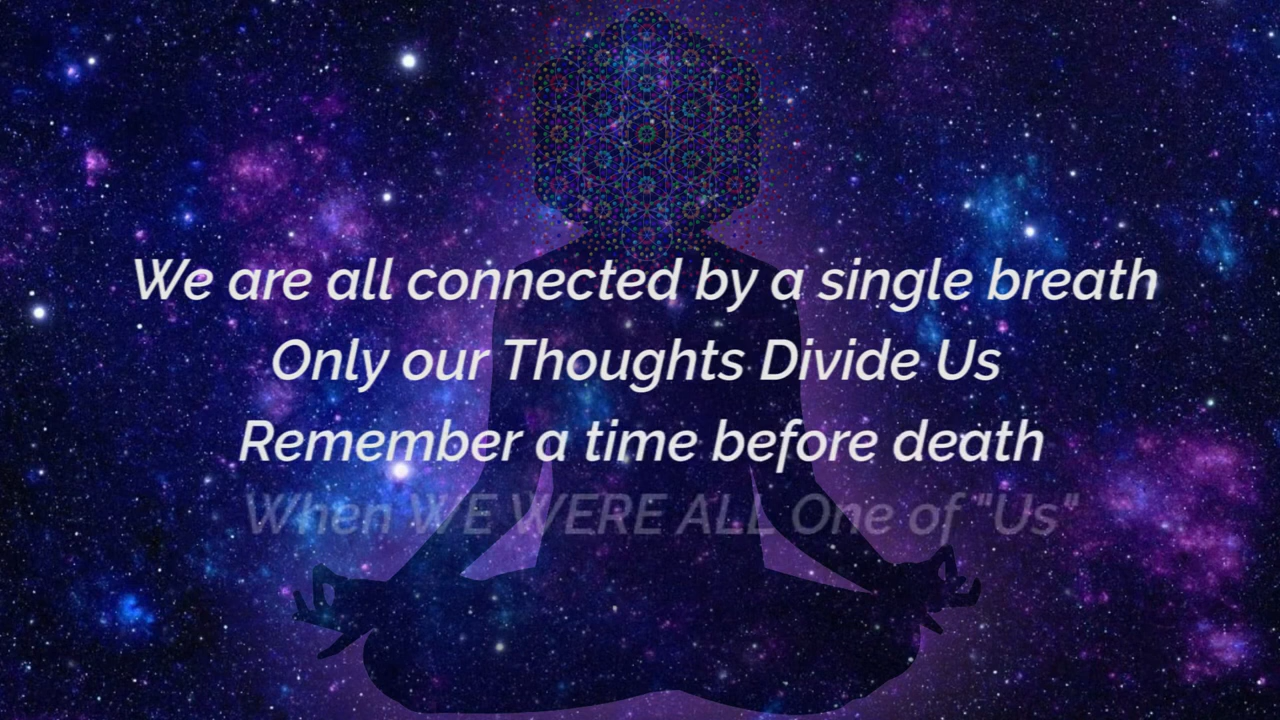 We are all connected by a single breath
Only our Thoughts Divide Us
Remember a time before death
When WE WERE ALL One of "Us"